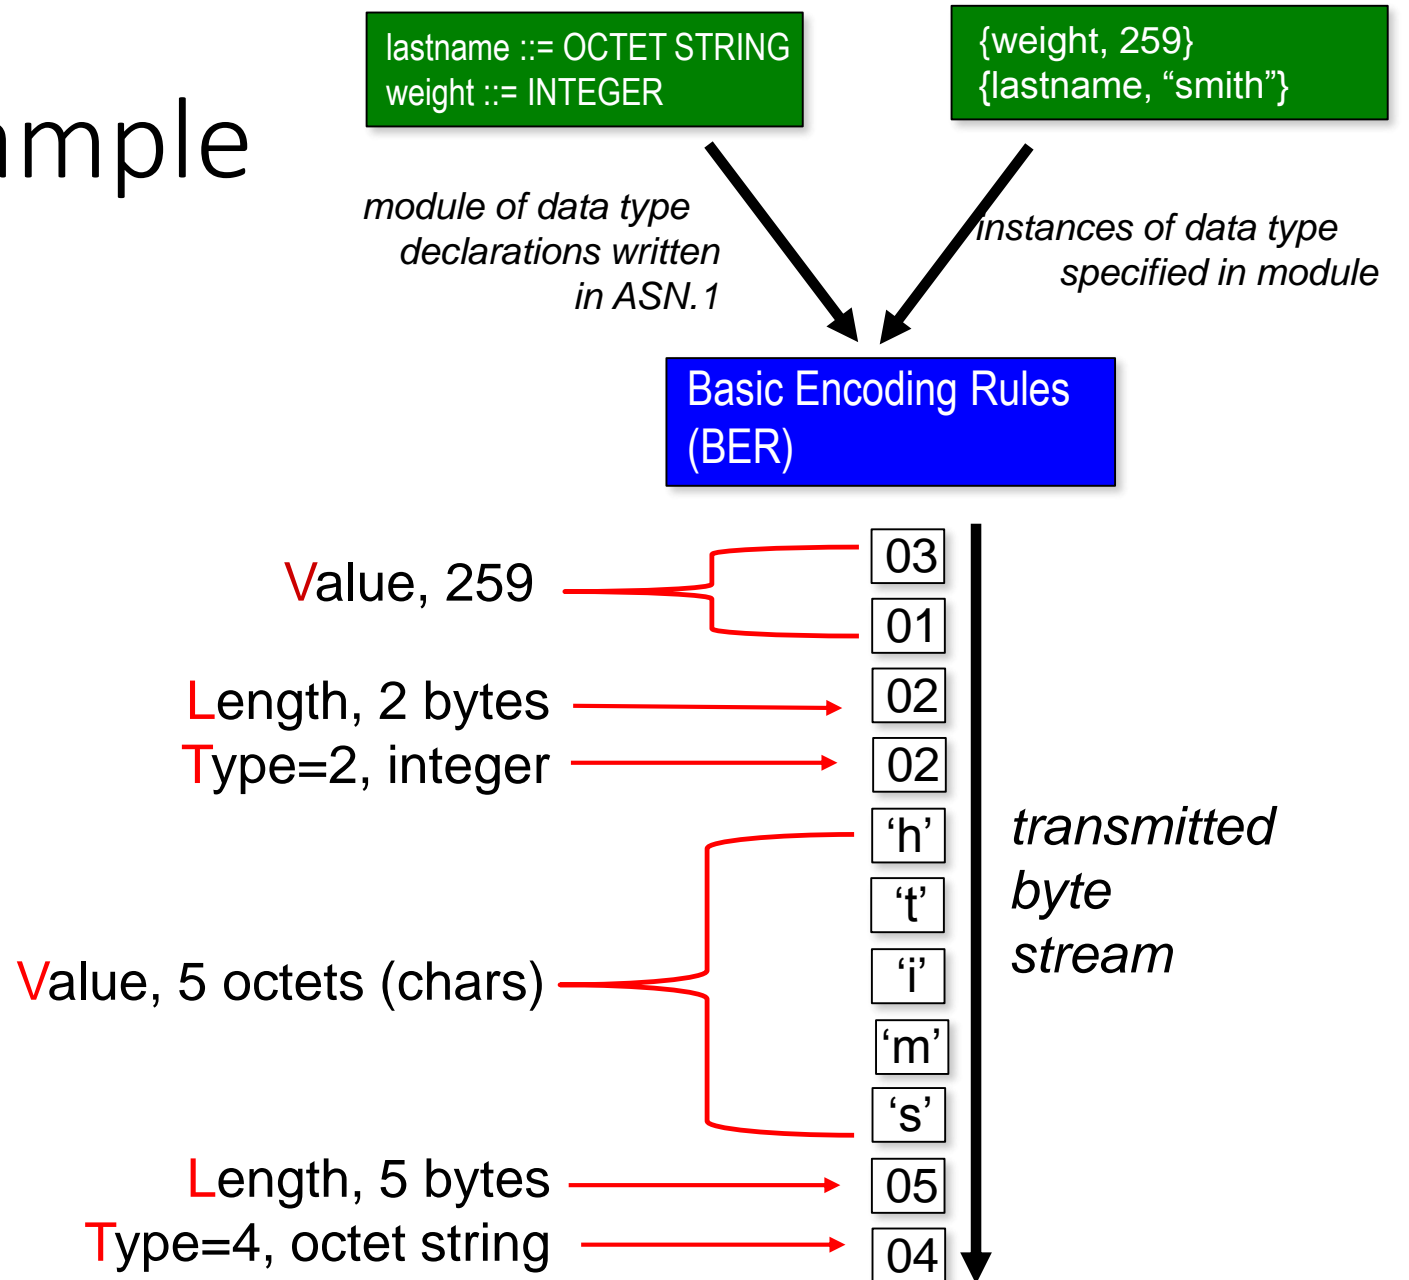 ample
lastname ::= OCTET STRING
weight ::= INTEGER
{weight, 259}
{lastname, “smith”}
module of data type
declarations written
in ASN.1
instances of data type
specified in module
Basic Encoding Rules
(BER)
Value, 259
03
01
Length, 2 bytes
02
Type=2, integer
02
‘h’
‘t’
Value, 5 octets (chars)
‘i’
‘m’
‘s’
transmitted
byte
stream
Length, 5 bytes
05
Type=4, octet string
04